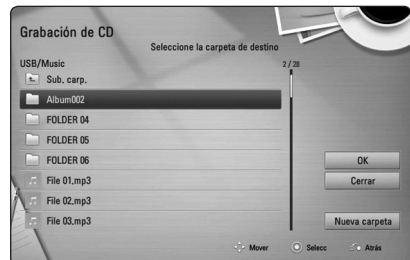 Grabación de CD
Seleccione la carpeta de destino
USB/Music
2 / 28
Sub. carp.
Album002
FOLDER 04
FOLDER 05
FOLDER 06
File 01.mp3
File 02.mp3
File 03.mp3
OK
Cerrar
Nueva carpeta
Mover
Selecc
Atrás